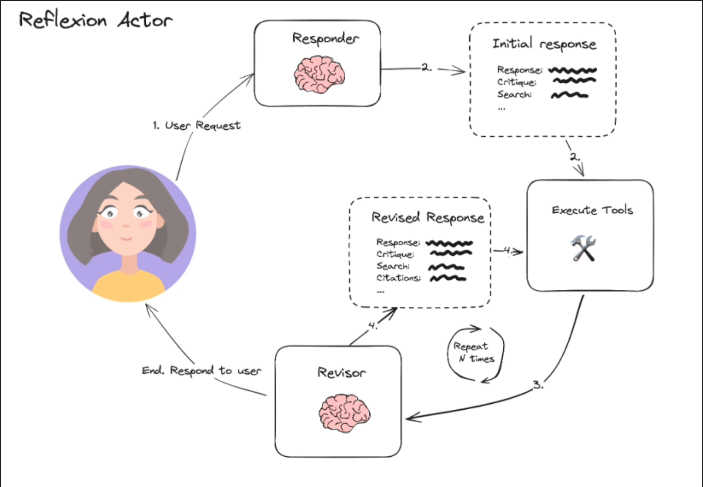 Reflexion Actor
Responder
2.
Initial response
Response:
Critique:
Search:
...
1. User Request
2.
Execute Tools
Revised Response
Response:
Critique:
Search:
Citations:
...
4.
4.
Repeat
N times
3.
Revisor
End. Respond to user